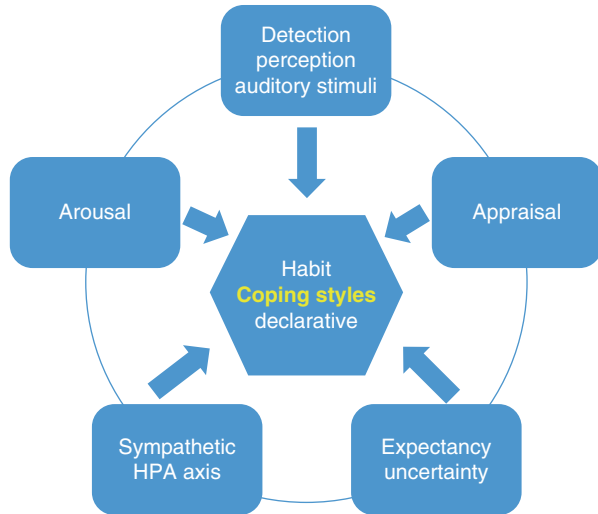 Detection
perception
auditory stimuli
Arousal
Appraisal
Habit
Coping styles
declarative
Sympathetic
HPA axis
Expectancy
uncertainty